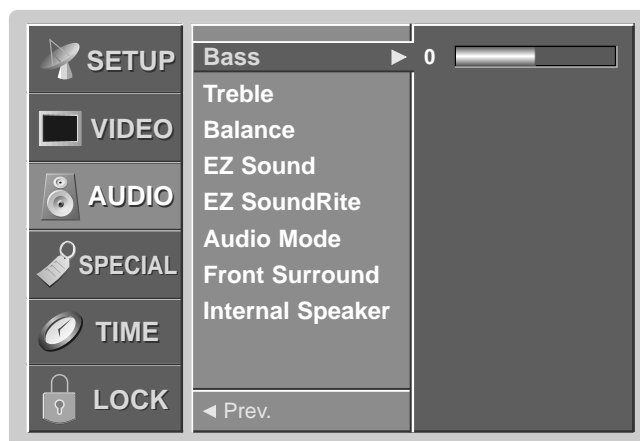 SETUP
VIDEO
AUDIO
SPECIAL
TIME
LOCK
Bass ► 0
Treble
Balance
EZ Sound
EZ SoundRite
Audio Mode
Front Surround
Internal Speaker
◄ Prev.